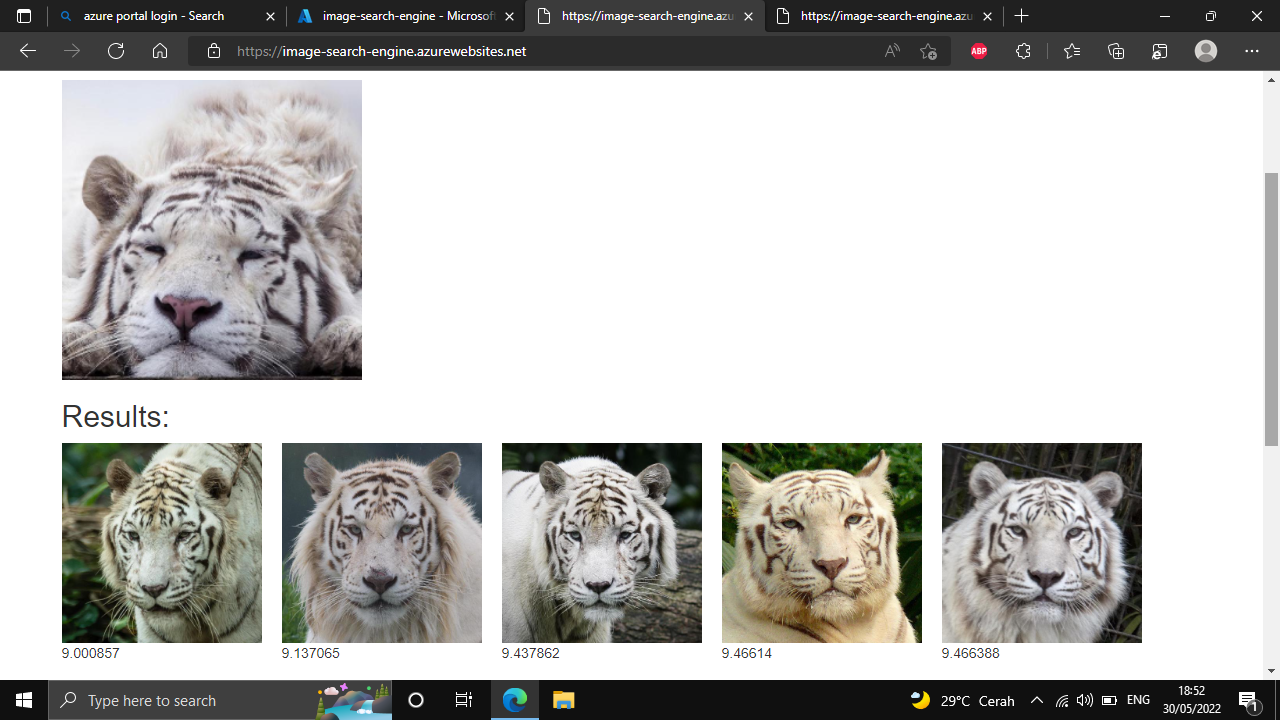 azure portal login - Search
image-search-engine - Microsoft
https://image-search-engine.azu
https://image-search-engine.azu
https://image-search-engine.azurewebsites.net
ABP
Results:
9.000857
9.137065
9.437862
9.46614
9.466388
Type here to search
29°C Cerah
ENG
18:52
30/05/2022
1